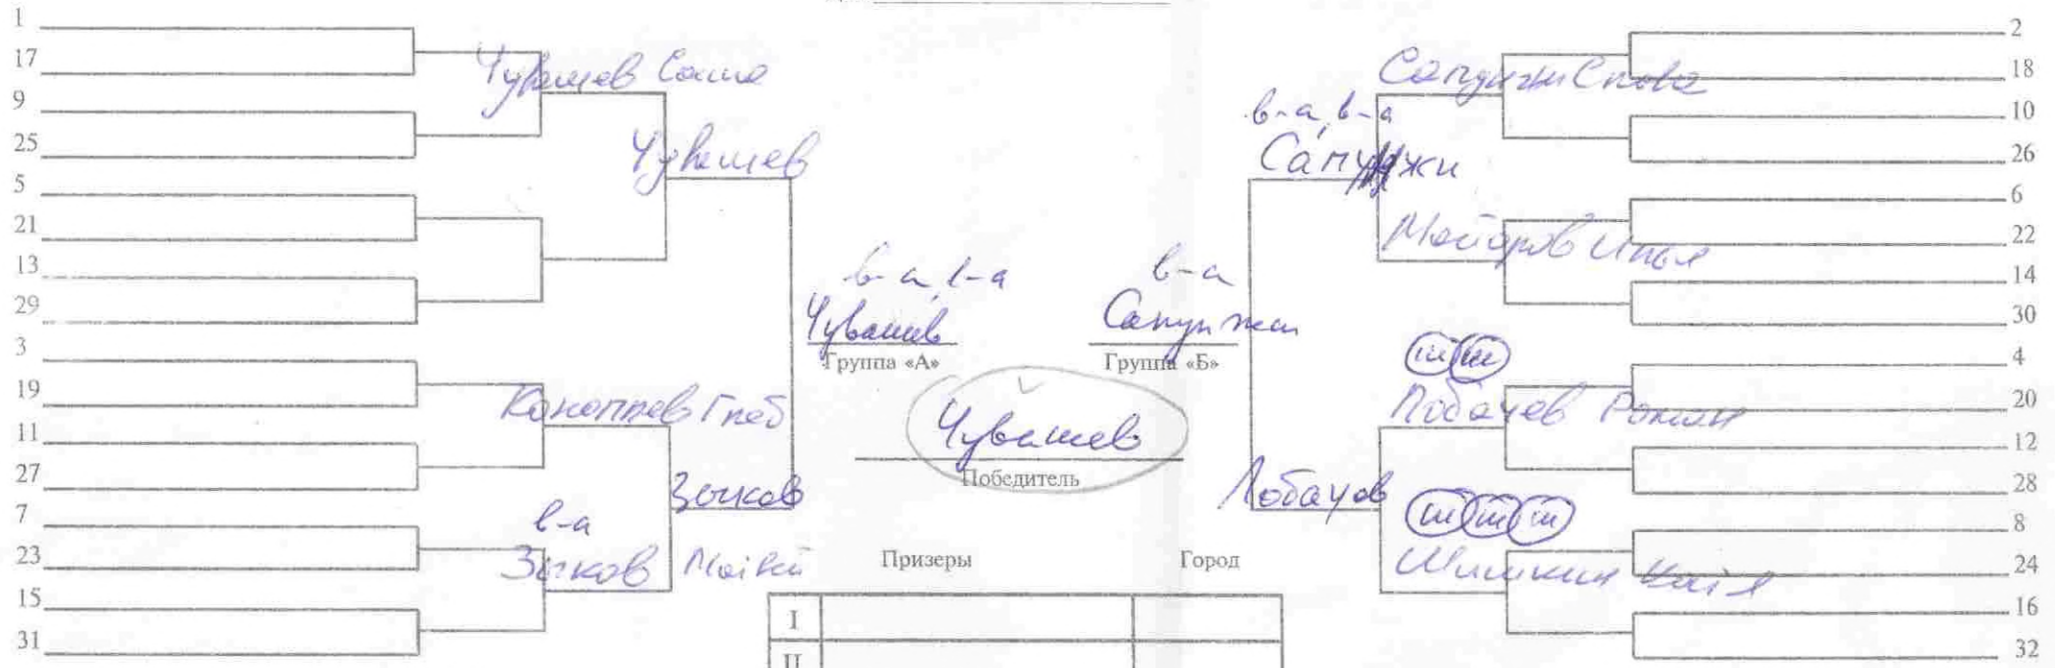 1
17
9
25
5
21
13
29
3
19
11
27
7
23
15
31
Чувашев Саша
Чувашев
Коноплев Глеб
в-а
Зыков Матвей
Зыков
в-а, в-а
Чувашев
Группа «А»
в-а
Сапунжи
Группа «Б»
Чувашев
Победитель
Призеры Город
I
II
в-а, в-а
Сапунжи
Лобачов
Сапунжи Слава
Майоров Илья
ш ш
Лобачев Роман
ш ш ш
Шишкин
2
18
10
26
6
22
14
30
4
20
12
28
8
24
16
32